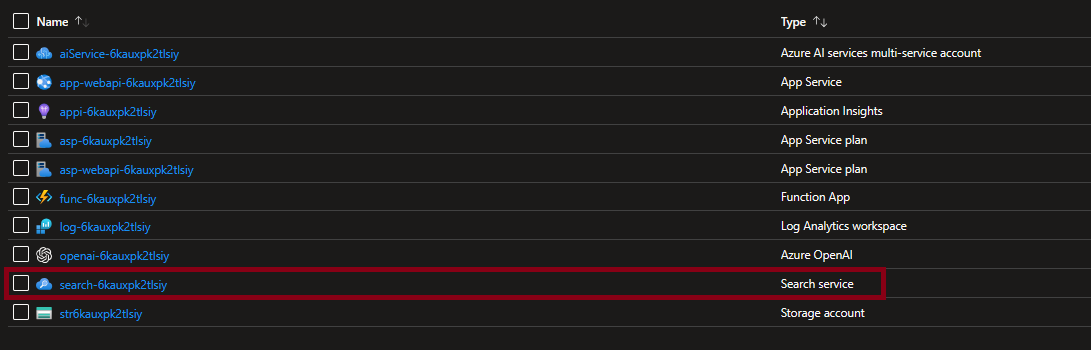 Name ↑↓ Type ↑↓
aiService-6kauxpk2tlsiy Azure AI services multi-service account
app-webapi-6kauxpk2tlsiy App Service
appi-6kauxpk2tlsiy Application Insights
asp-6kauxpk2tlsiy App Service plan
asp-webapi-6kauxpk2tlsiy App Service plan
func-6kauxpk2tlsiy Function App
log-6kauxpk2tlsiy Log Analytics workspace
openai-6kauxpk2tlsiy Azure OpenAI
search-6kauxpk2tlsiy Search service
str6kauxpk2tlsiy Storage account